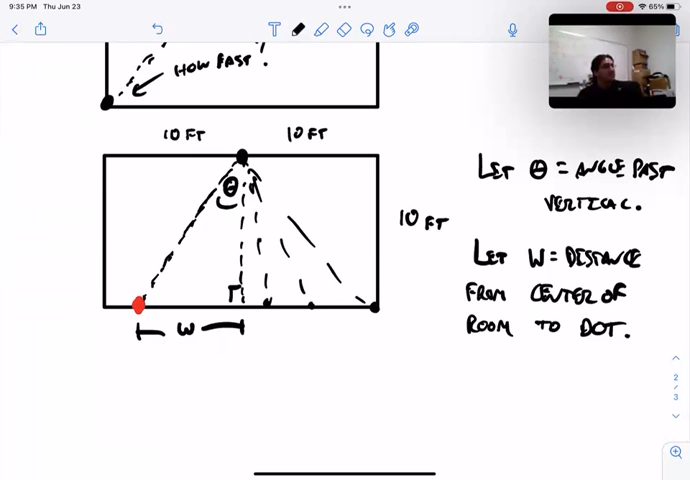 9:35 PM Thu Jun 23
65%
HOW FAST?
10 FT 10 FT
θ
10 FT
W
LET θ = ANGLE PAST
VERTICAL.
LET W = DISTANCE
FROM CENTER OF
ROOM TO DOT.
2
/
3